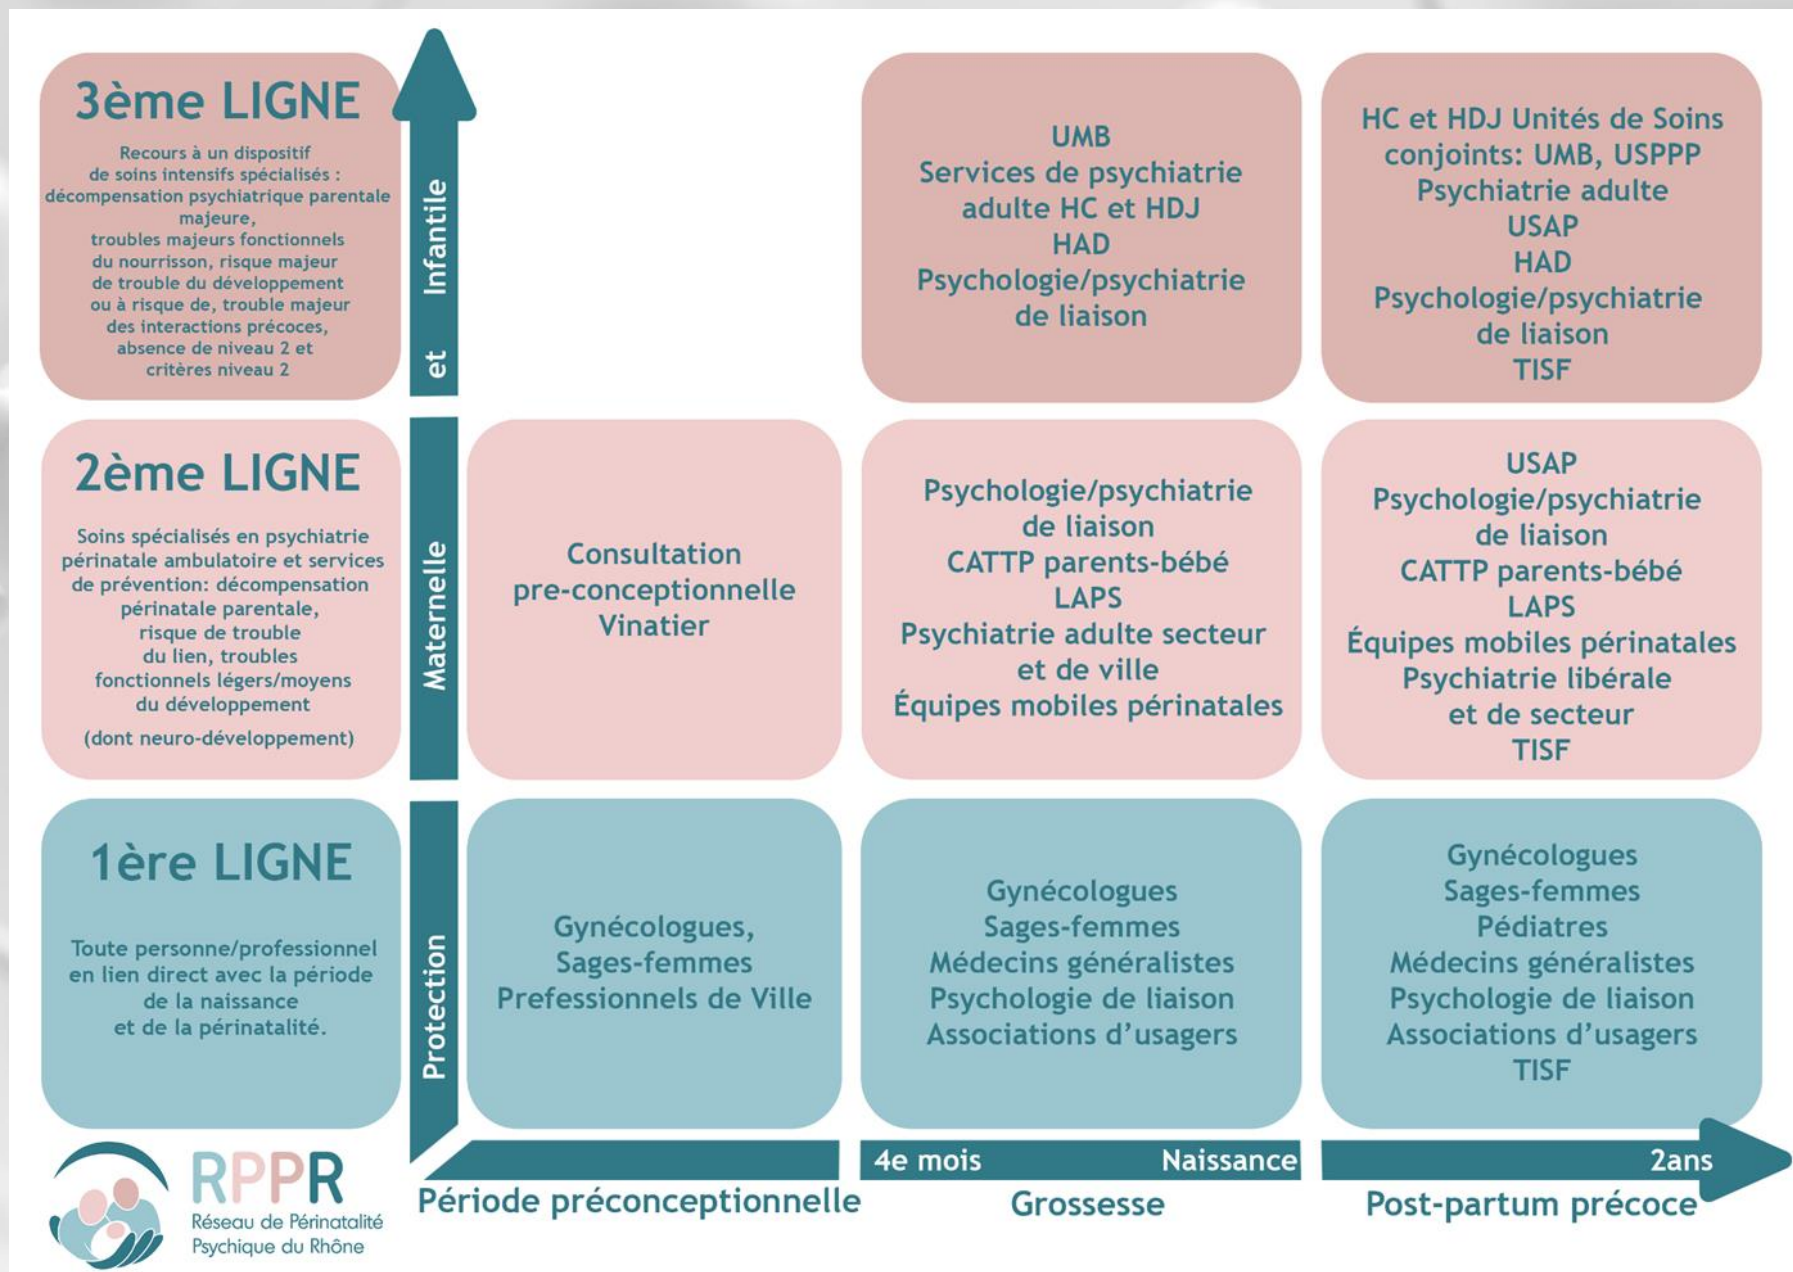 3ème LIGNE
Recours à un dispositif
de soins intensifs spécialisés :
décompensation psychiatrique parentale
majeure,
troubles majeurs fonctionnels
du nourrisson, risque majeur
de trouble du développement
ou à risque de, trouble majeur
des interactions précoces,
absence de niveau 2 et
critères niveau 2
UMB
Services de psychiatrie
adulte HC et HDJ
HAD
Psychologie/psychiatrie
de liaison
HC et HDJ Unités de Soins
conjoints: UMB, USPPP
Psychiatrie adulte
USAP
HAD
Psychologie/psychiatrie
de liaison
TISF
2ème LIGNE
Soins spécialisés en psychiatrie
périnatale ambulatoire et services
de prévention: décompensation
périnatale parentale,
risque de trouble
du lien, troubles
fonctionnels légers/moyens
du développement
(dont neuro-développement)
Consultation
pre-conceptionnelle
Vinatier
Psychologie/psychiatrie
de liaison
CATTP parents-bébé
LAPS
Psychiatrie adulte secteur
et de ville
Équipes mobiles périnatales
USAP
Psychologie/psychiatrie
de liaison
CATTP parents-bébé
LAPS
Équipes mobiles périnatales
Psychiatrie libérale
et de secteur
TISF
1ère LIGNE
Toute personne/professionnel
en lien direct avec la période
de la naissance
et de la périnatalité.
Gynécologues,
Sages-femmes
Prefessionnels de Ville
Gynécologues
Sages-femmes
Médecins généralistes
Psychologie de liaison
Associations d'usagers
Gynécologues
Sages-femmes
Pédiatres
Médecins généralistes
Psychologie de liaison
Associations d'usagers
TISF
Protection Maternelle et Infantile
4e mois Naissance
2ans
Période préconceptionnelle
Grossesse
Post-partum précoce
RPPR
Réseau de Périnatalité
Psychique du Rhône